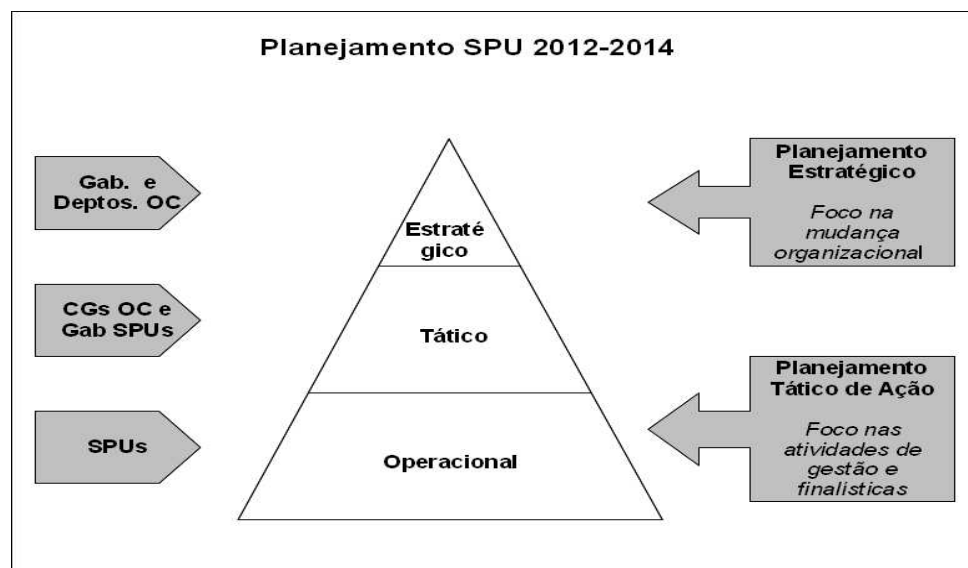 Planejamento SPU 2012-2014
Gab. e
Deptos. OC
CGs OC e
Gab SPUs
SPUs
Estraté
gico
Tático
Operacional
Planejamento
Estratégico
Foco na
mudança
organizacional
Planejamento
Tático de Ação
Foco nas
atividades de
gestão e
finalísticas